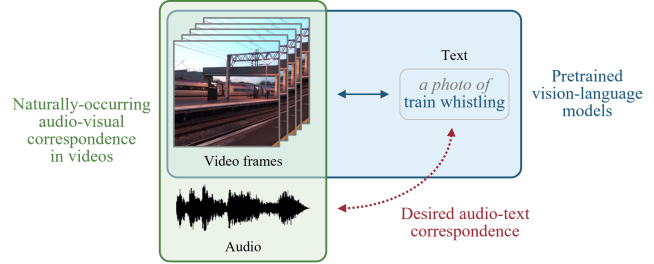 Naturally-occurring
audio-visual
correspondence
in videos
Video frames
Audio
Text
a photo of
train whistling
Pretrained
vision-language
models
Desired audio-text
correspondence